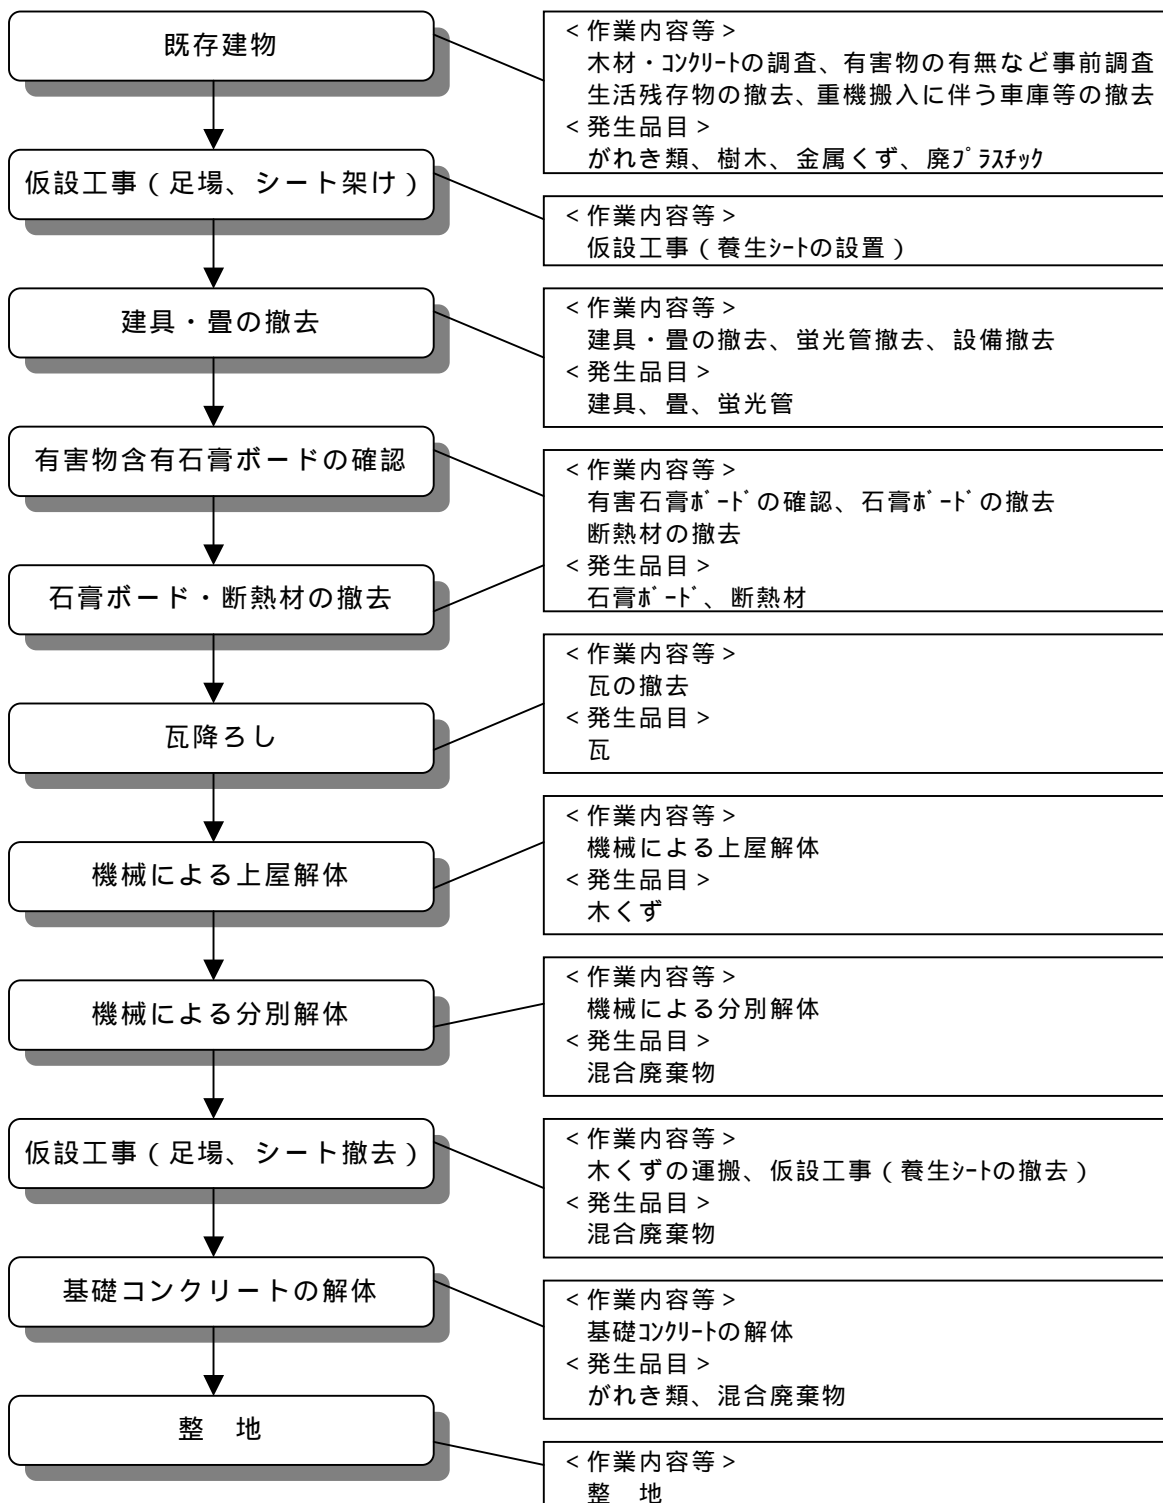 既存建物
<作業内容等>
木材・ｺﾝｸﾘｰﾄの調査、有害物の有無など事前調査
生活残存物の撤去、重機搬入に伴う車庫等の撤去
<発生品目>
がれき類、樹木、金属くず、廃ﾌﾟﾗｽﾁｯｸ
仮設工事（足場、シート架け）
<作業内容等>
仮設工事（養生ｼｰﾄの設置）
建具・畳の撤去
<作業内容等>
建具・畳の撤去、蛍光管撤去、設備撤去
<発生品目>
建具、畳、蛍光管
有害物含有石膏ボードの確認
<作業内容等>
有害石膏ﾎﾞｰﾄﾞの確認、石膏ﾎﾞｰﾄﾞの撤去
断熱材の撤去
<発生品目>
石膏ﾎﾞｰﾄﾞ、断熱材
石膏ボード・断熱材の撤去
瓦降ろし
<作業内容等>
瓦の撤去
<発生品目>
瓦
機械による上屋解体
<作業内容等>
機械による上屋解体
<発生品目>
木くず
機械による分別解体
<作業内容等>
機械による分別解体
<発生品目>
混合廃棄物
仮設工事（足場、シート撤去）
<作業内容等>
木くずの運搬、仮設工事（養生ｼｰﾄの撤去）
<発生品目>
混合廃棄物
基礎コンクリートの解体
<作業内容等>
基礎ｺﾝｸﾘｰﾄの解体
<発生品目>
がれき類、混合廃棄物
整　地
<作業内容等>
整　地